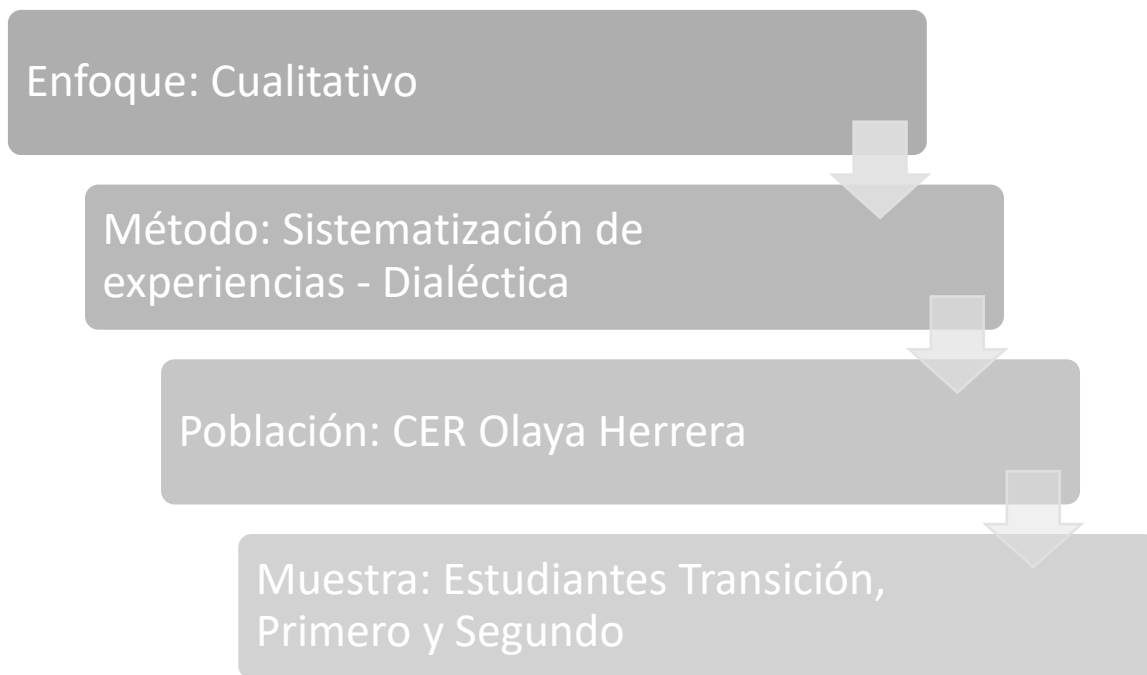 Enfoque: Cualitativo
Método: Sistematización de
experiencias - Dialéctica
Población: CER Olaya Herrera
Muestra: Estudiantes Transición,
Primero y Segundo